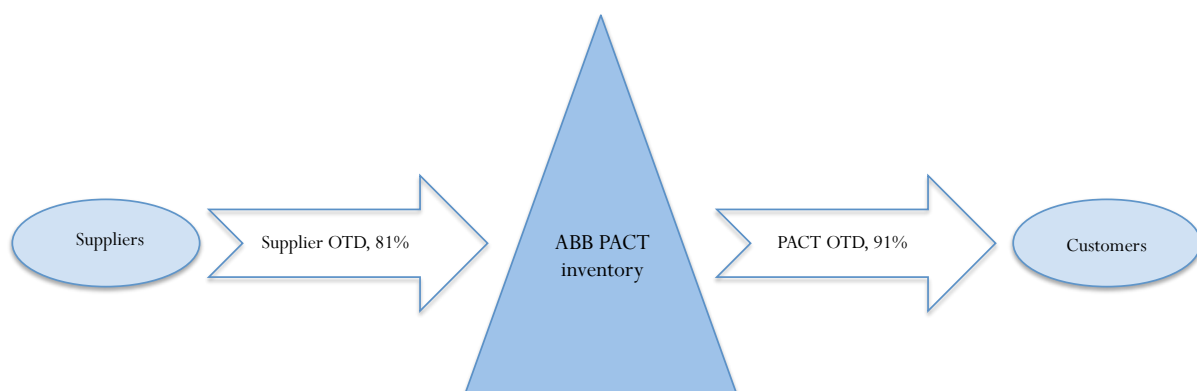 Suppliers
Supplier OTD, 81%
ABB PACT
inventory
PACT OTD, 91%
Customers